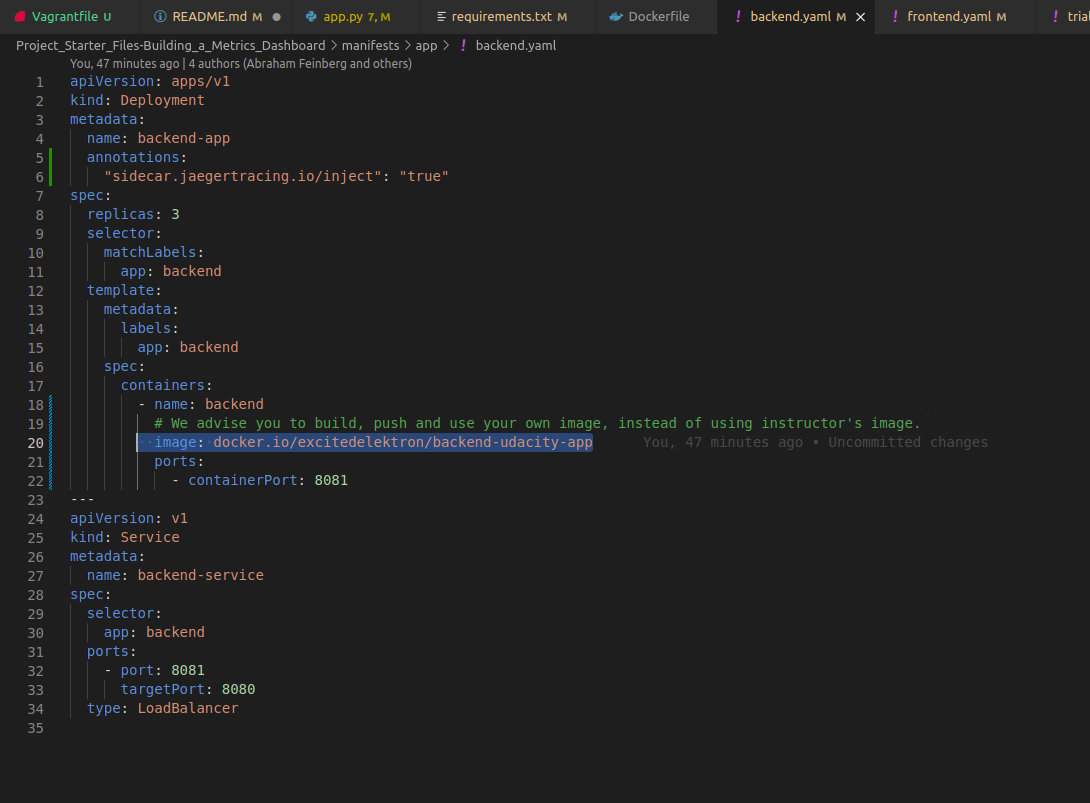 Vagrantfile U README.md M ● app.py 7, M requirements.txt M Dockerfile ! backend.yaml M × ! frontend.yaml M ! trial
Project_Starter_Files-Building_a_Metrics_Dashboard > manifests > app > ! backend.yaml
You, 47 minutes ago | 4 authors (Abraham Feinberg and others)
1 apiVersion: apps/v1
2 kind: Deployment
3 metadata:
4   name: backend-app
5   annotations:
6     "sidecar.jaegertracing.io/inject": "true"
7 spec:
8   replicas: 3
9   selector:
10     matchLabels:
11       app: backend
12   template:
13     metadata:
14       labels:
15         app: backend
16     spec:
17       containers:
18         - name: backend
19           # We advise you to build, push and use your own image, instead of using instructor's image.
20           image: docker.io/excitedelektron/backend-udacity-app You, 47 minutes ago • Uncommitted changes
21           ports:
22             - containerPort: 8081
23 ---
24 apiVersion: v1
25 kind: Service
26 metadata:
27   name: backend-service
28 spec:
29   selector:
30     app: backend
31   ports:
32     - port: 8081
33       targetPort: 8080
34   type: LoadBalancer
35